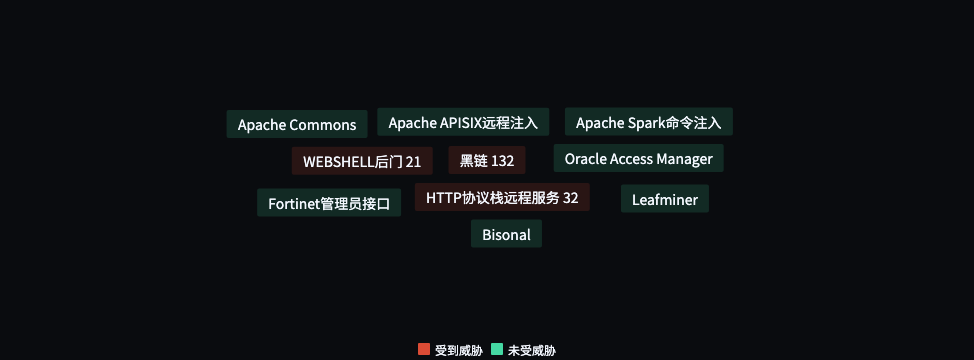 Apache Commons Apache APISIX远程注入 Apache Spark命令注入
WEBSHELL后门 21 黑链 132 Oracle Access Manager
Fortinet管理员接口 HTTP协议栈远程服务 32 Leafminer
Bisonal
受到威胁 未受威胁